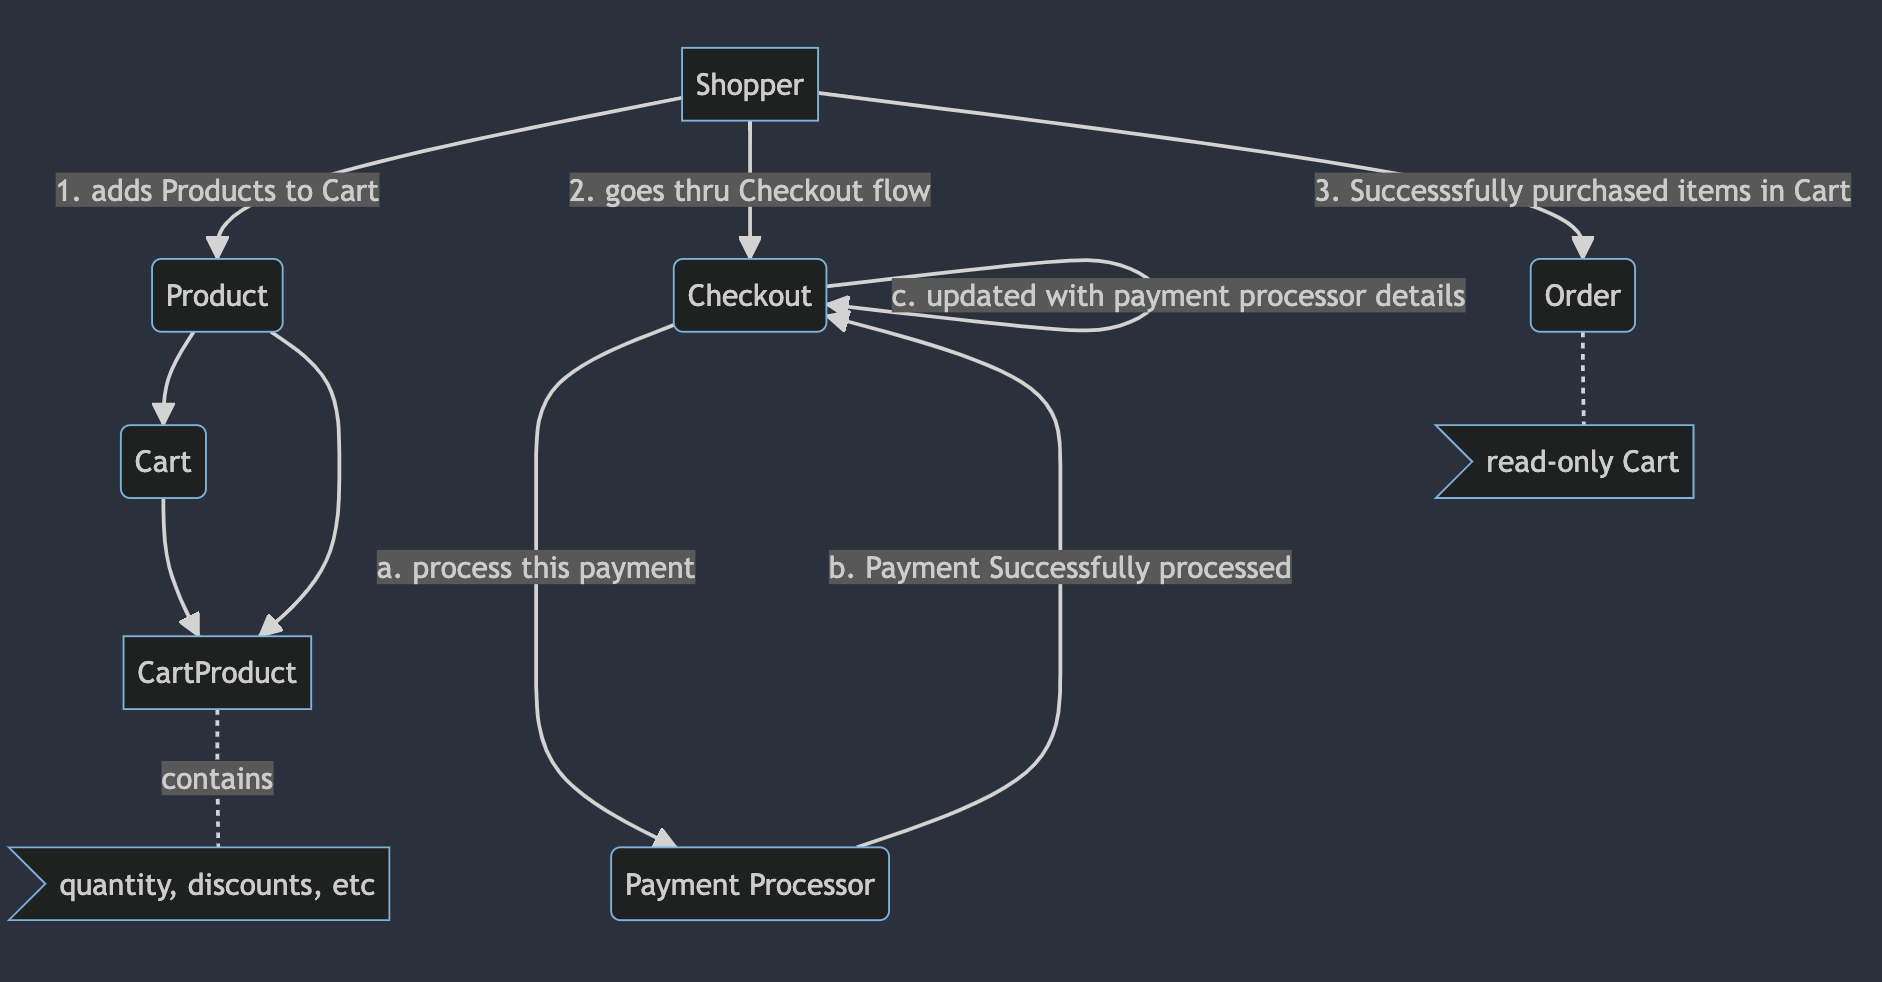 Shopper
1. adds Products to Cart
2. goes thru Checkout flow
3. Successsfully purchased items in Cart
Product
Checkout
c. updated with payment processor details
Order
Cart
read-only Cart
a. process this payment
b. Payment Successfully processed
CartProduct
contains
quantity, discounts, etc
Payment Processor